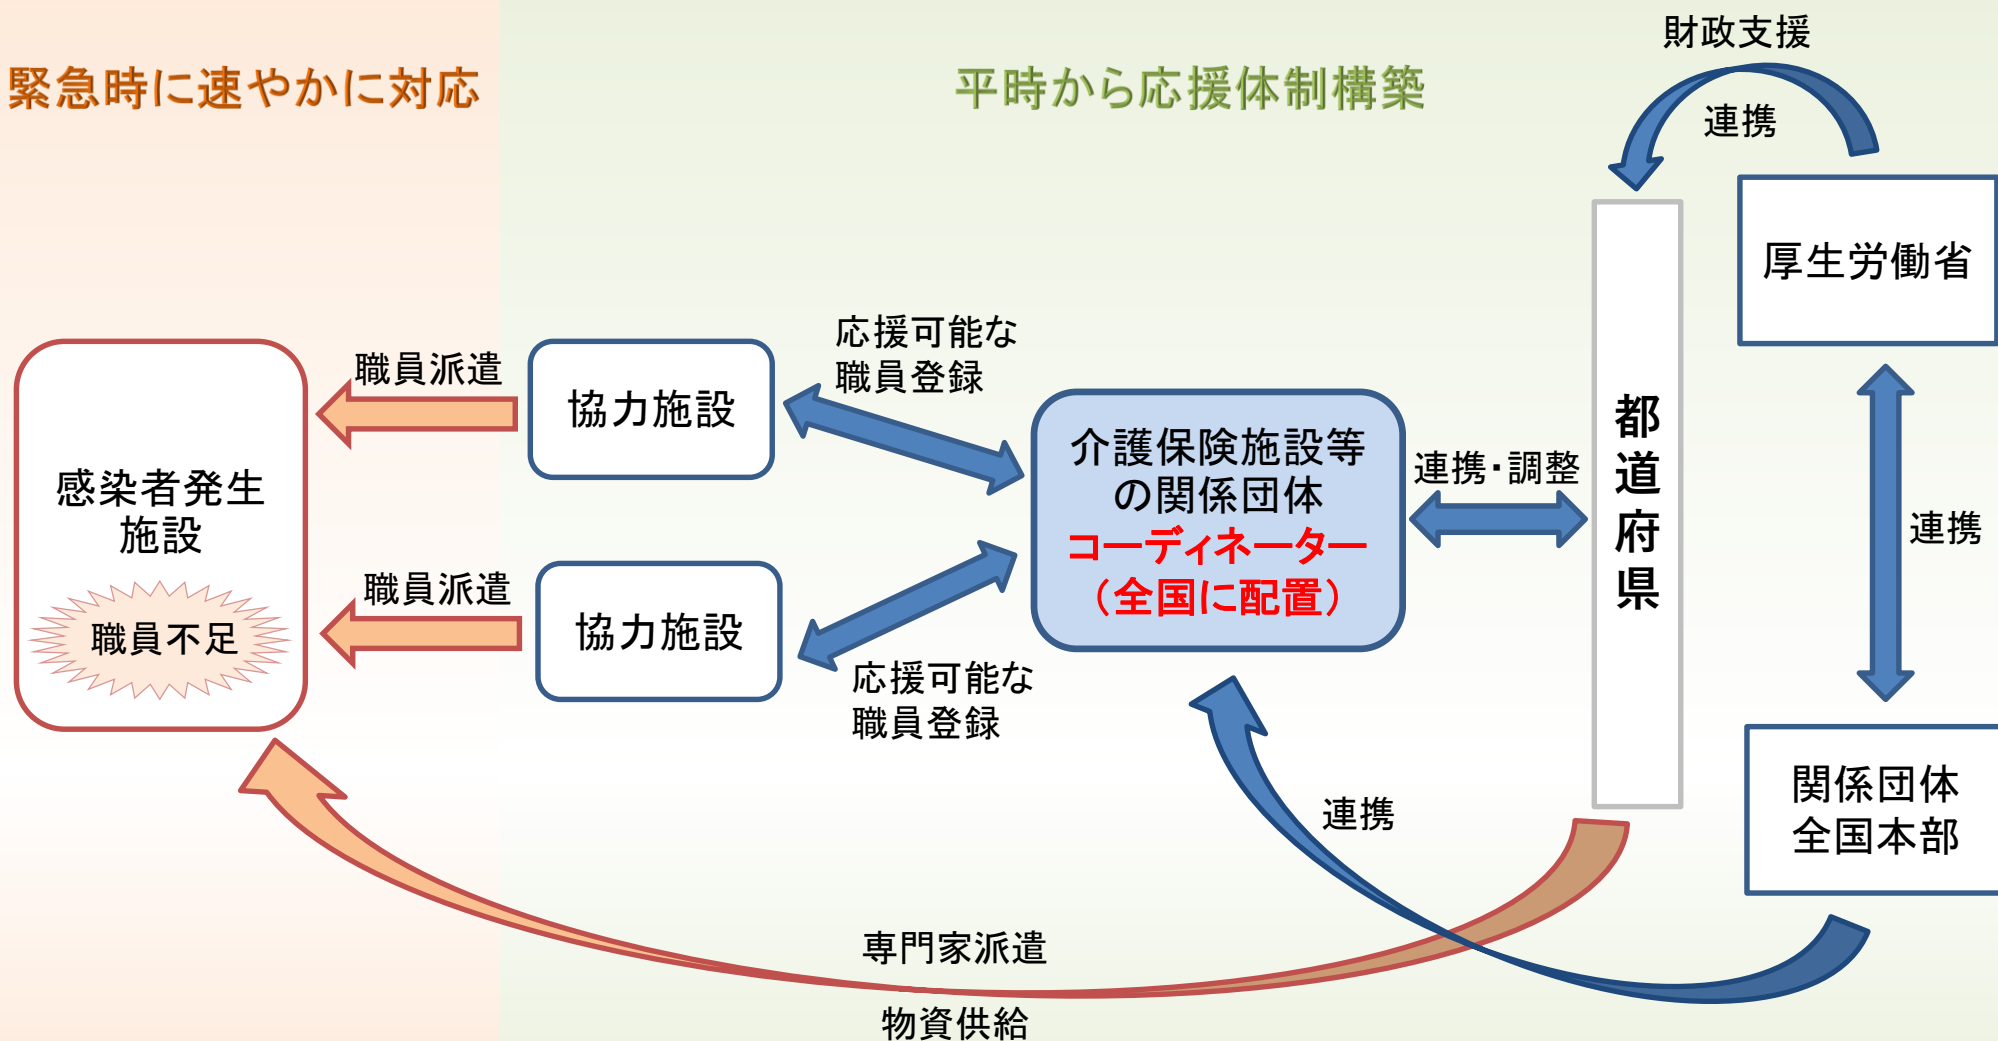 緊急時に速やかに対応
平時から応援体制構築
財政支援
連携
厚生労働省
都道府県
連携
関係団体
全国本部
連携・調整
介護保険施設等
の関係団体
コーディネーター
（全国に配置）
応援可能な
職員登録
応援可能な
職員登録
協力施設
協力施設
職員派遣
職員派遣
感染者発生
施設
職員不足
連携
専門家派遣
物資供給